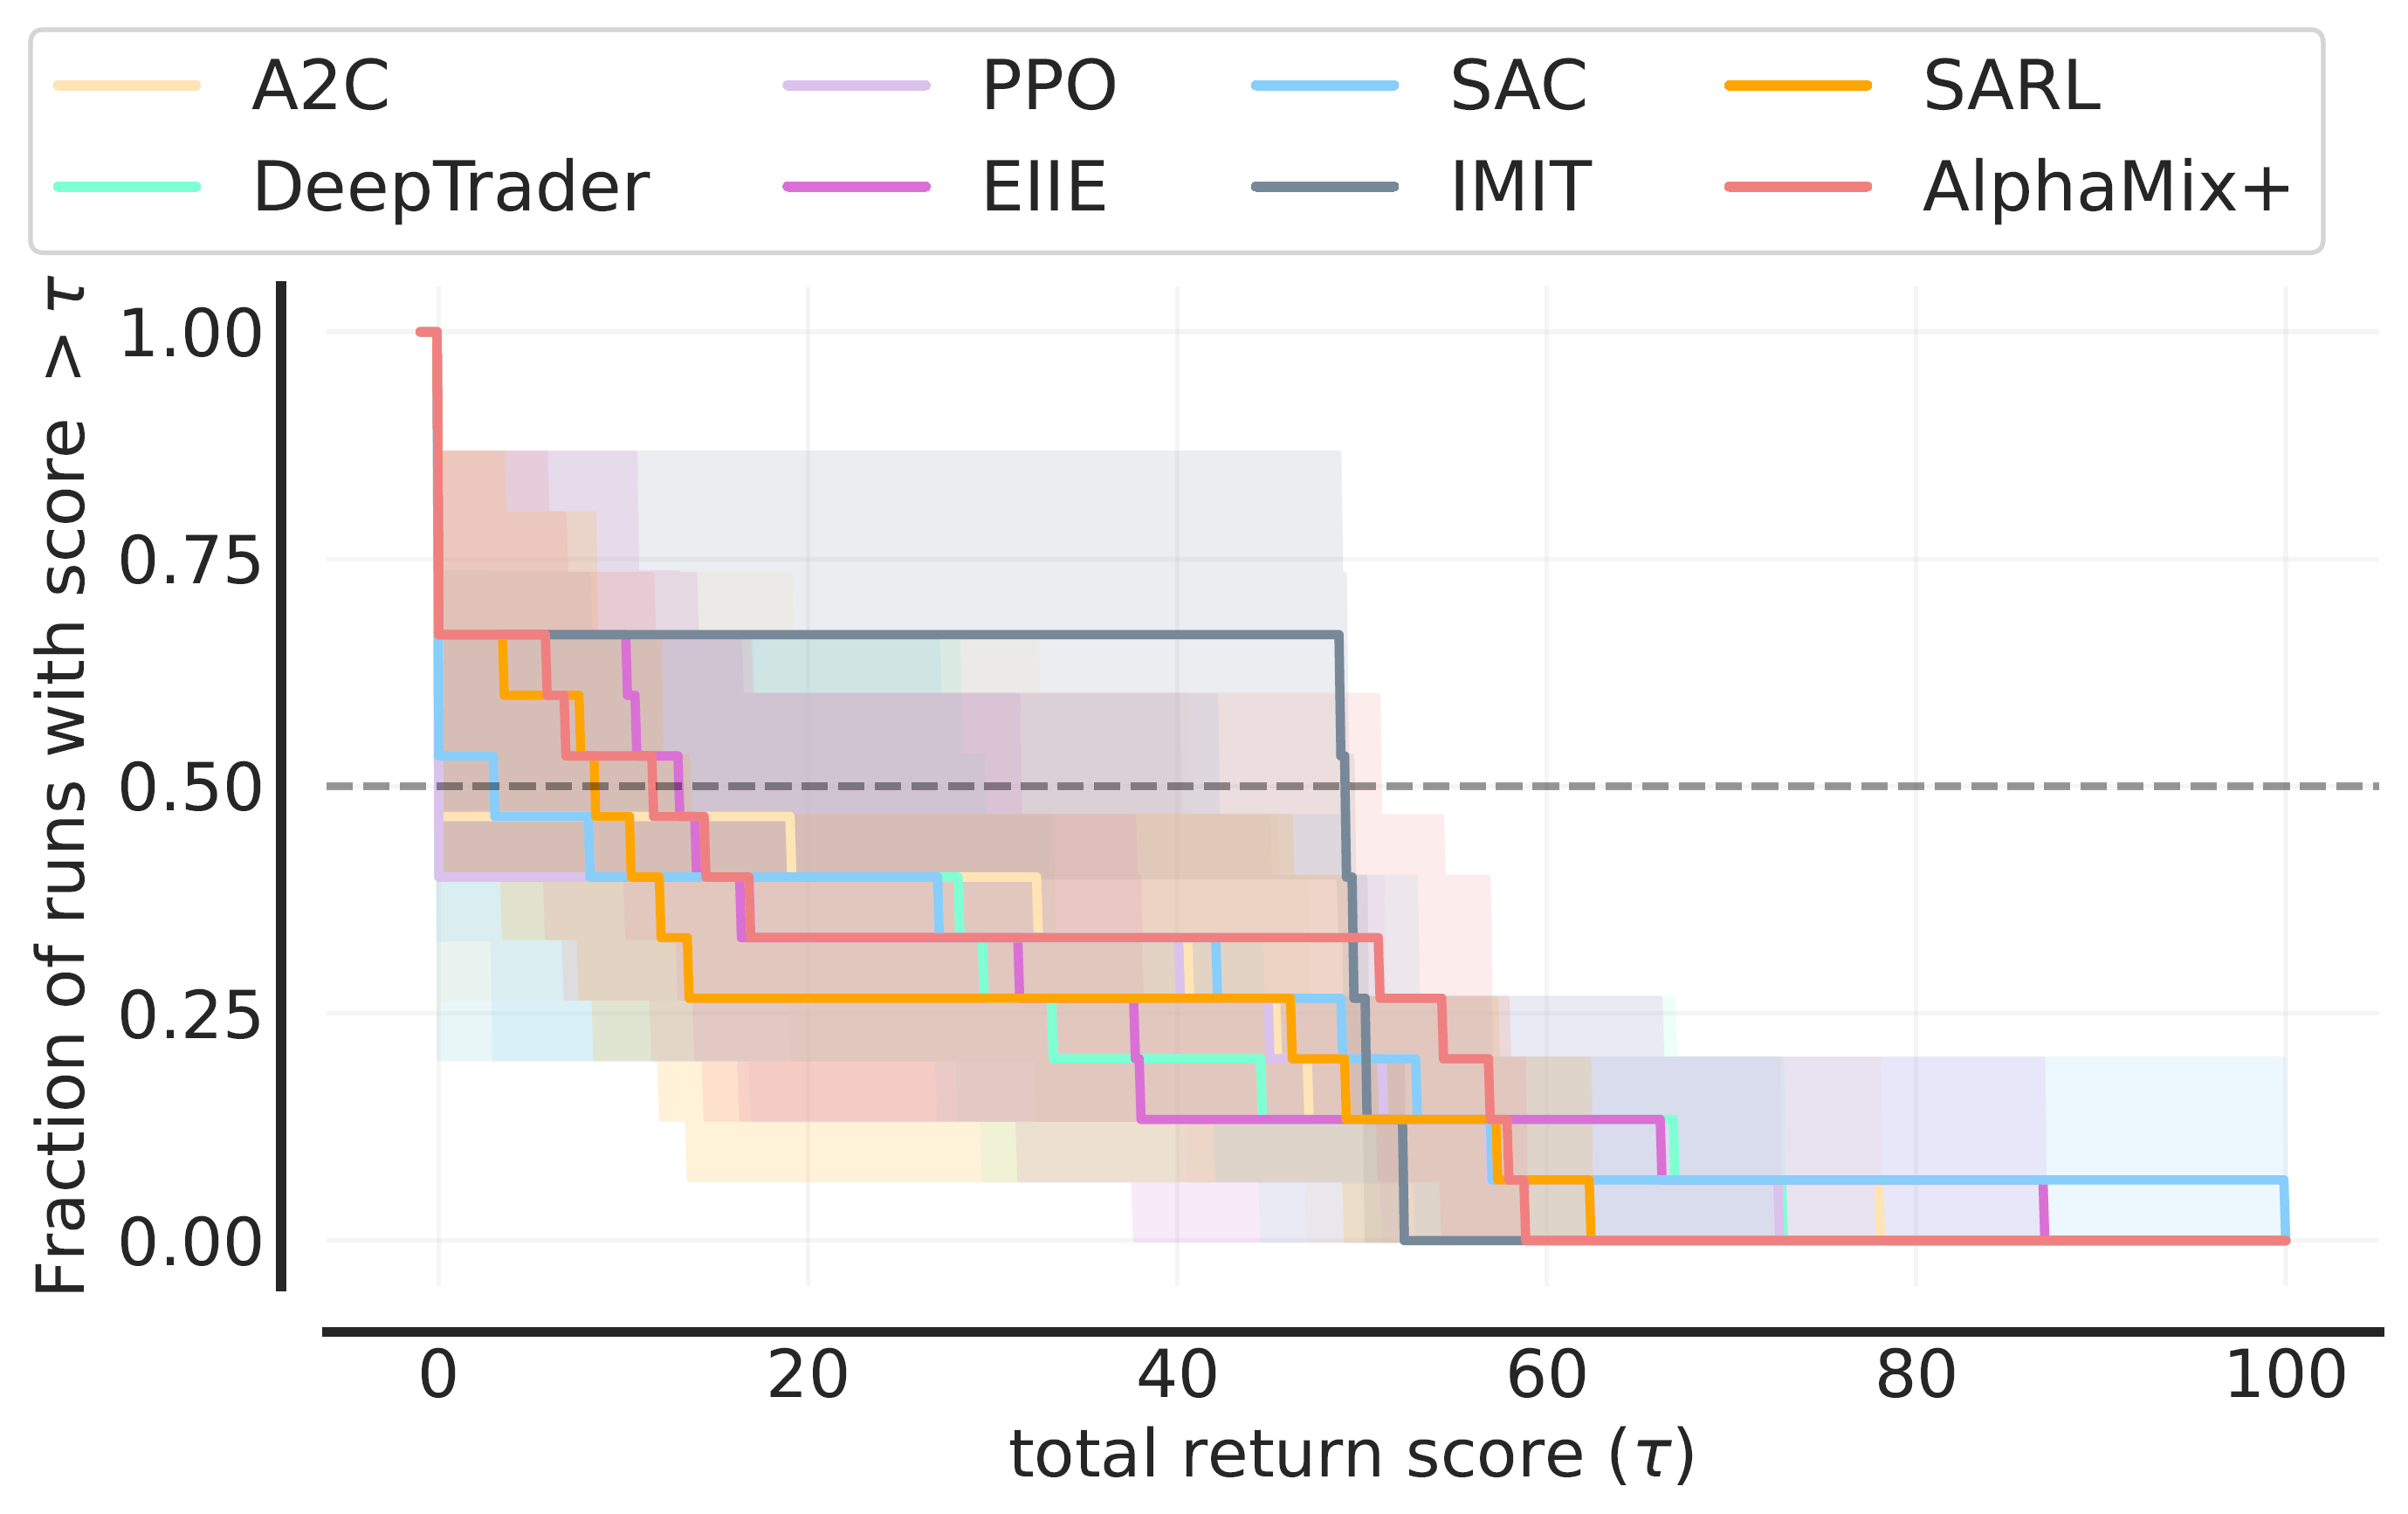 A2C PPO SAC SARL
DeepTrader EIIE IMIT AlphaMix+
Fraction of runs with score > τ
1.00
0.75
0.50
0.25
0.00
0 20 40 60 80 100
total return score (τ)